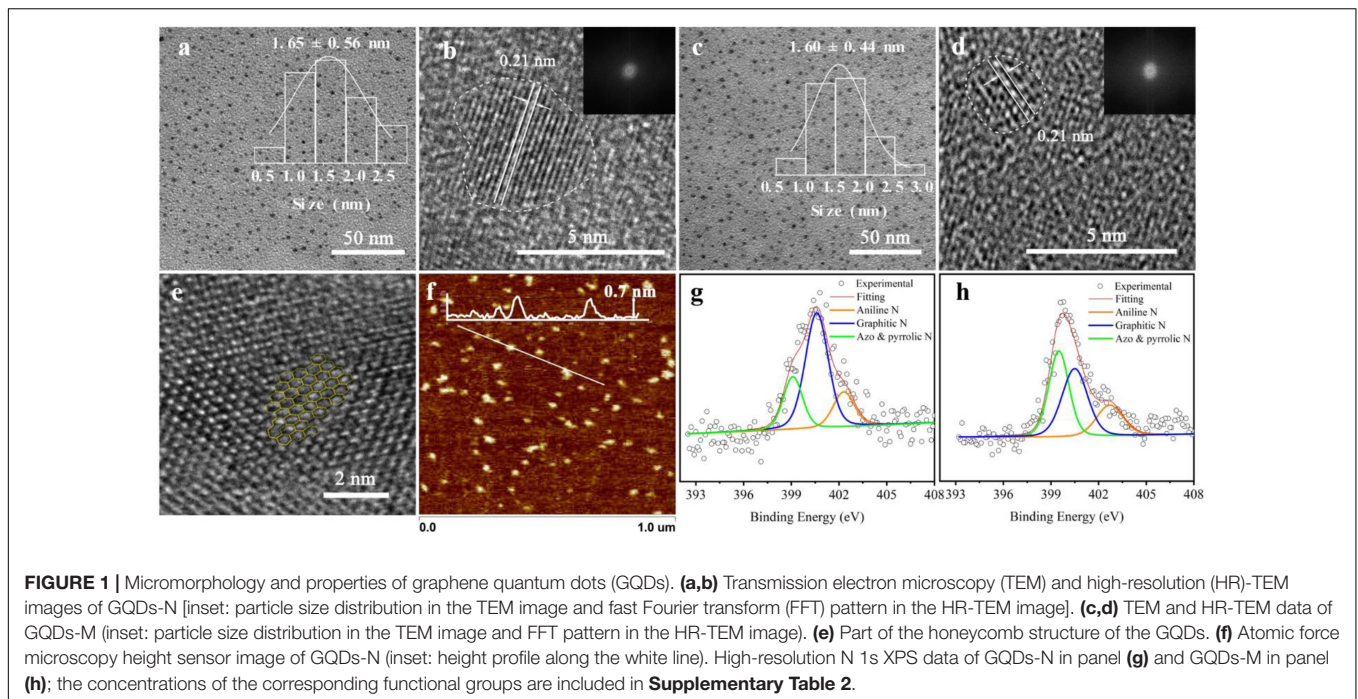 a
1.65 ± 0.56 nm
0.5 1.0 1.5 2.0 2.5
Size (nm)
50 nm
b
0.21 nm
5 nm
c
1.60 ± 0.44 nm
0.5 1.0 1.5 2.0 2.5 3.0
Size (nm)
50 nm
d
0.21 nm
5 nm
e
2 nm
f
0.7 nm
0.0 1.0 um
g
Experimental
Fitting
Aniline N
Graphitic N
Azo & pyrrolic N
393 396 399 402 405 408
Binding Energy (eV)
h
Experimental
Fitting
Aniline N
Graphitic N
Azo & pyrrolic N
393 396 399 402 405 408
Binding Energy (eV)
FIGURE 1 | Micromorphology and properties of graphene quantum dots (GQDs). (a,b) Transmission electron microscopy (TEM) and high-resolution (HR)-TEM
images of GQDs-N [inset: particle size distribution in the TEM image and fast Fourier transform (FFT) pattern in the HR-TEM image]. (c,d) TEM and HR-TEM data of
GQDs-M (inset: particle size distribution in the TEM image and FFT pattern in the HR-TEM image). (e) Part of the honeycomb structure of the GQDs. (f) Atomic force
microscopy height sensor image of GQDs-N (inset: height profile along the white line). High-resolution N 1s XPS data of GQDs-N in panel (g) and GQDs-M in panel
(h); the concentrations of the corresponding functional groups are included in Supplementary Table 2.